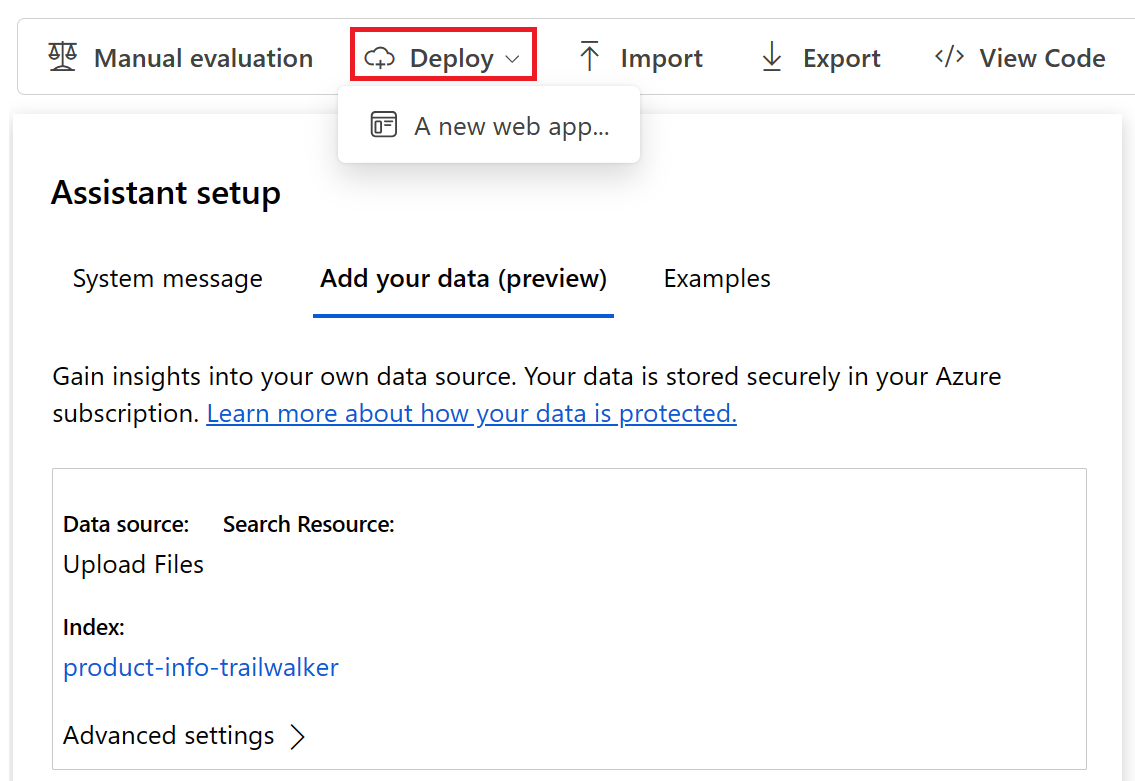 Manual evaluation Deploy Import Export View Code
A new web app...
Assistant setup
System message Add your data (preview) Examples
Gain insights into your own data source. Your data is stored securely in your Azure
subscription. Learn more about how your data is protected.
Data source: Search Resource:
Upload Files
Index:
product-info-trailwalker
Advanced settings